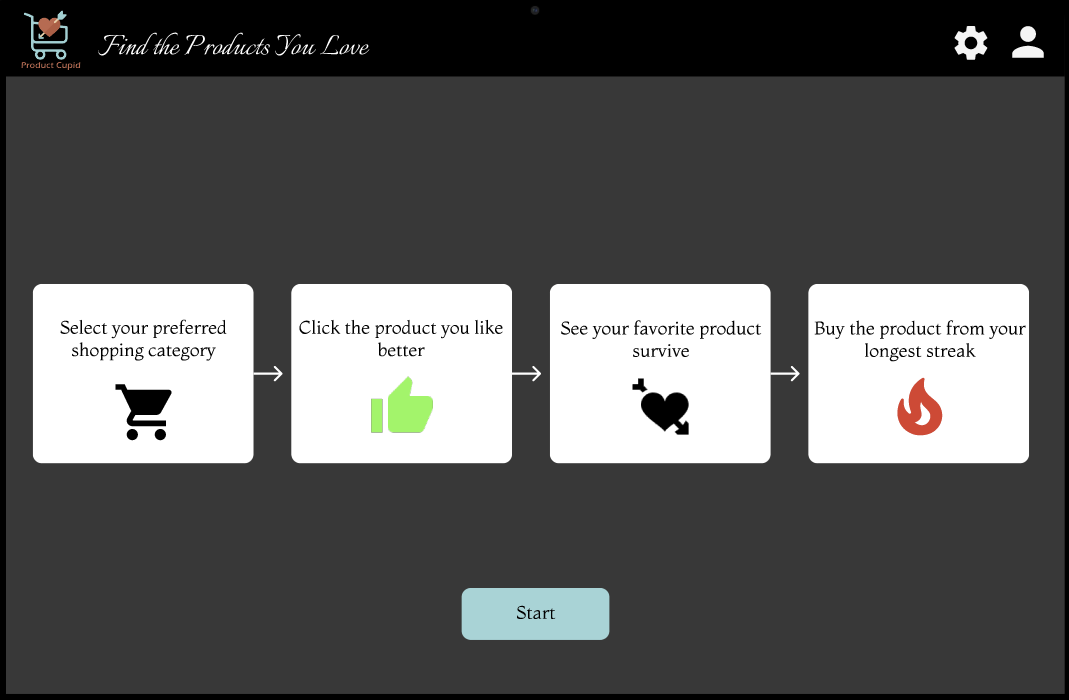 Product Cupid
Find the Products You Love
Select your preferred
shopping category
Click the product you like
better
See your favorite product
survive
Buy the product from your
longest streak
Start